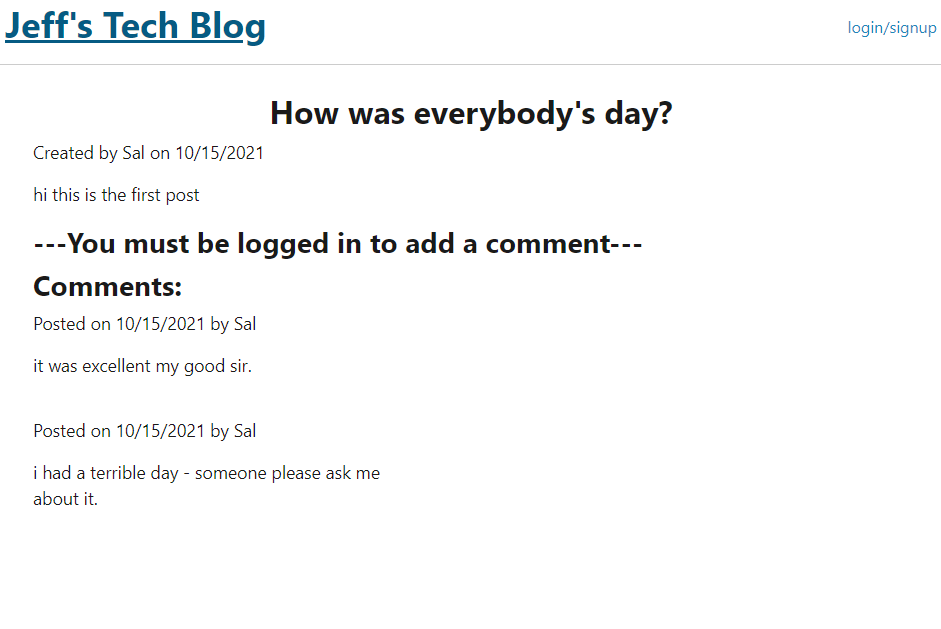 Jeff's Tech Blog
login/signup
How was everybody's day?
Created by Sal on 10/15/2021
hi this is the first post
---You must be logged in to add a comment---
Comments:
Posted on 10/15/2021 by Sal
it was excellent my good sir.
Posted on 10/15/2021 by Sal
i had a terrible day - someone please ask me
about it.